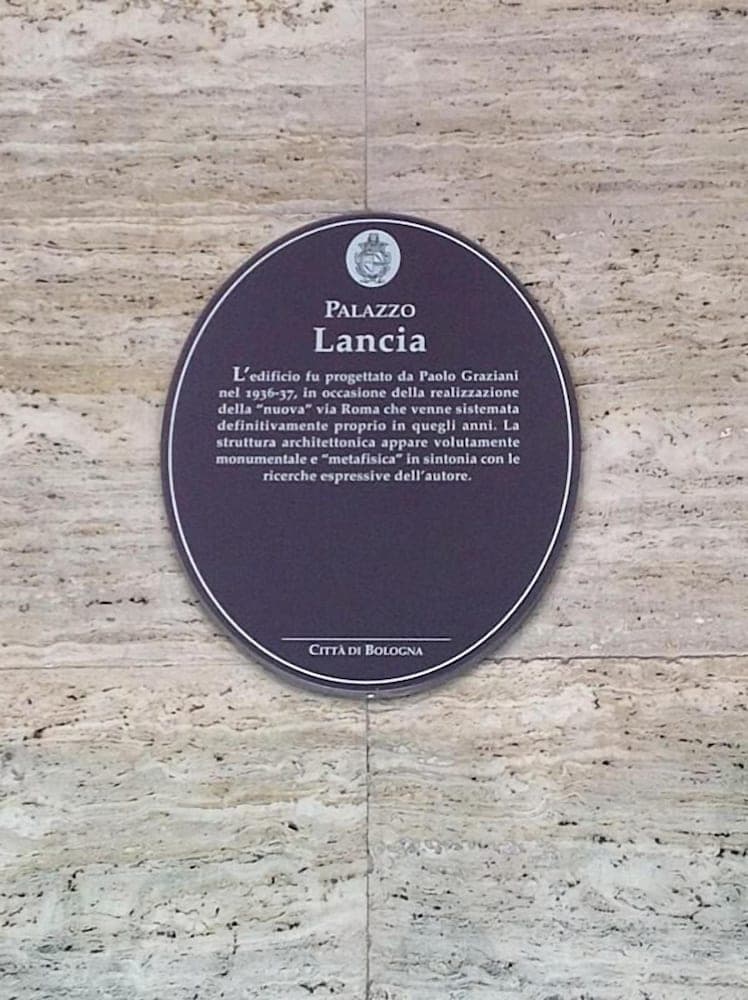 PALAZZO
Lancia
L'edificio fu progettato da Paolo Graziani
nel 1936-37, in occasione della realizzazione
della "nuova" via Roma che venne sistemata
definitivamente proprio in quegli anni. La
struttura architettonica appare volutamente
monumentale e "metafisica" in sintonia con le
ricerche espressive dell'autore.
CITTÀ DI BOLOGNA